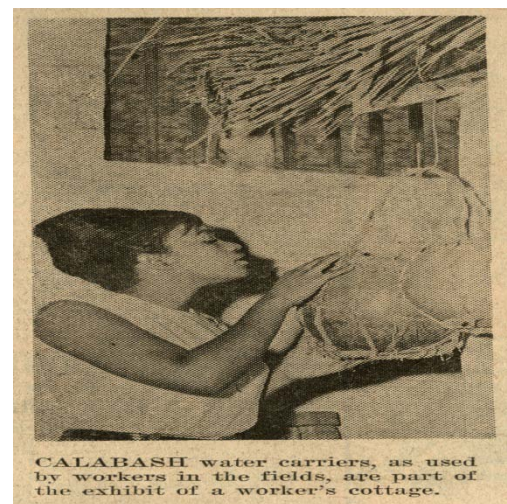 CALABASH water carriers, as used
by workers in the fields, are part of
the exhibit of a worker's cottage.